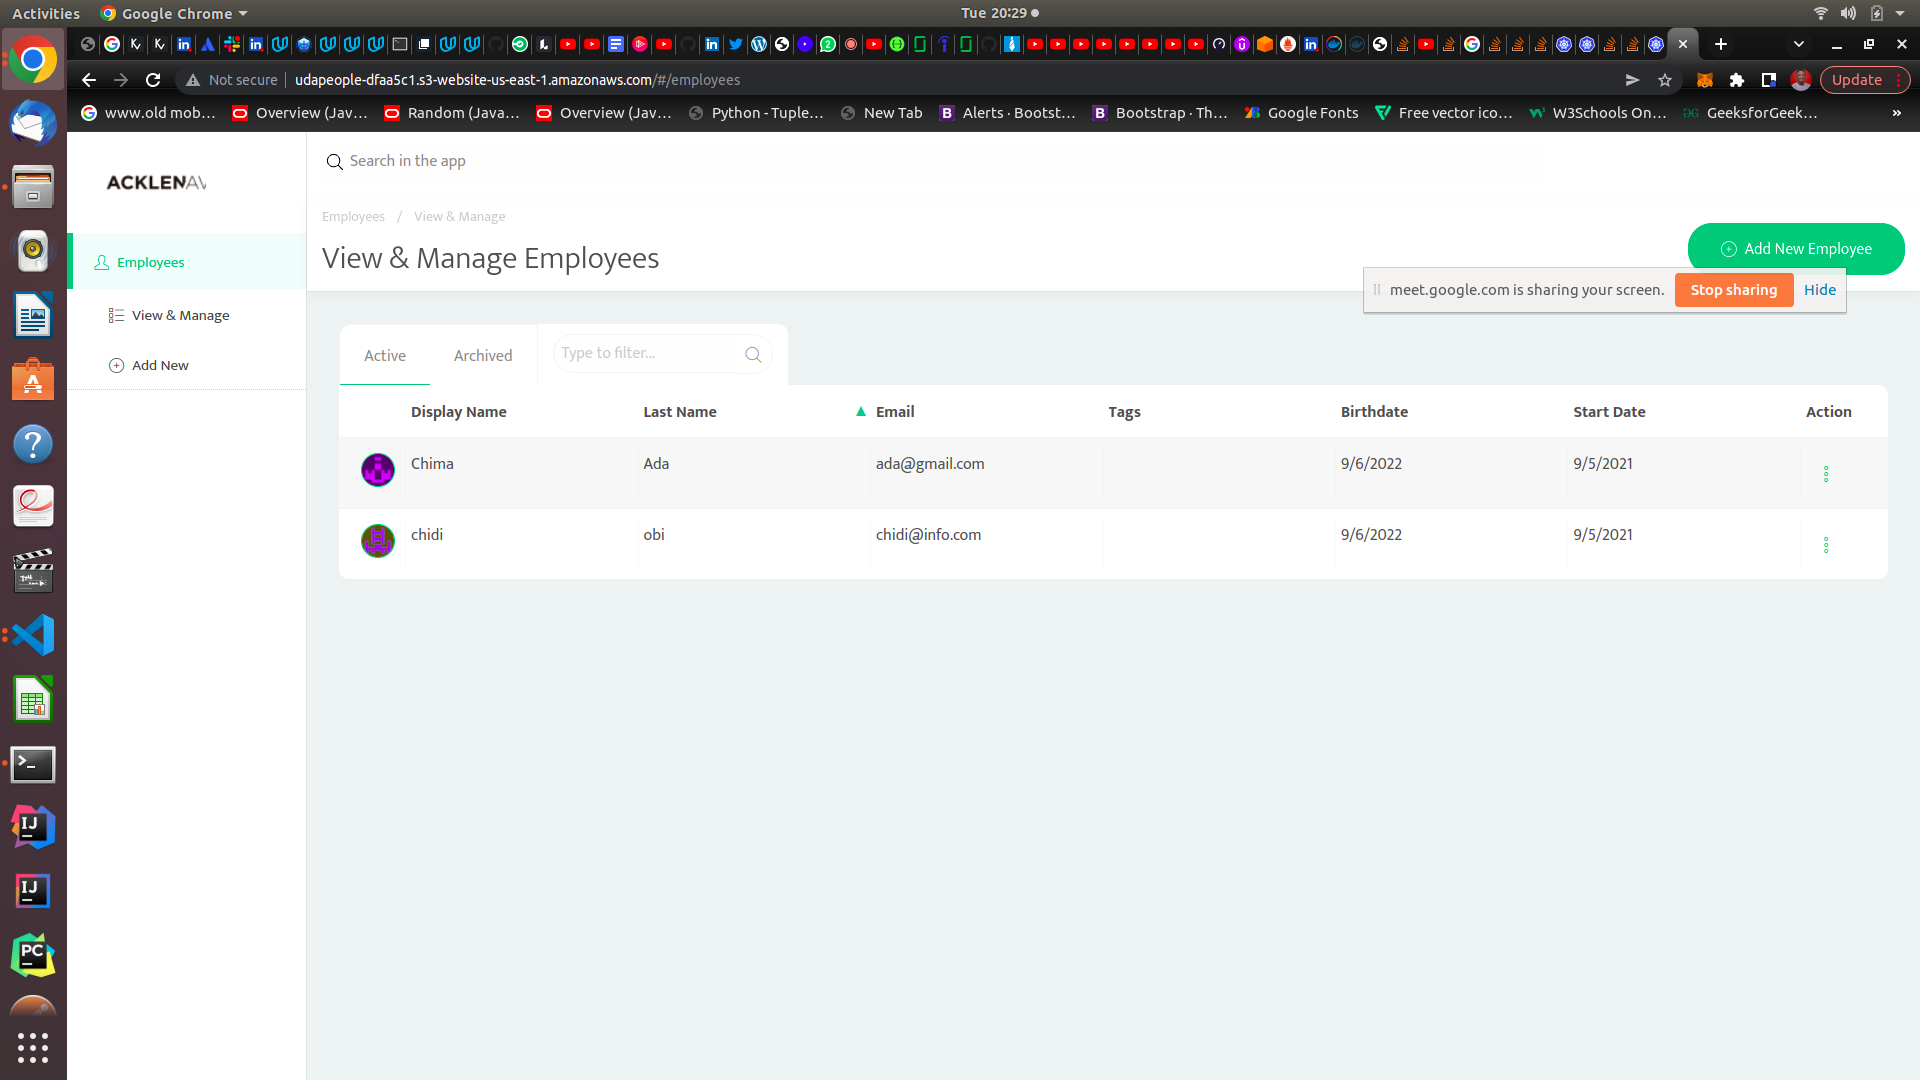 Activities Google Chrome Tue 20:29
Not secure udapeople-dfaa5c1.s3-website-us-east-1.amazonaws.com/#/employees Update
www.old mob… Overview (Jav… Random (Java… Overview (Jav… Python - Tuple… New Tab Alerts · Bootst… Bootstrap · Th… Google Fonts Free vector ico… W3Schools On… GeeksforGeek… »
ACKLENAV
Search in the app
Employees / View & Manage
View & Manage Employees
Add New Employee
meet.google.com is sharing your screen. Stop sharing Hide
Employees
View & Manage
Add New
Active Archived Type to filter...
Display Name Last Name Email Tags Birthdate Start Date Action
Chima Ada ada@gmail.com 9/6/2022 9/5/2021
chidi obi chidi@info.com 9/6/2022 9/5/2021
IJ
IJ
PC